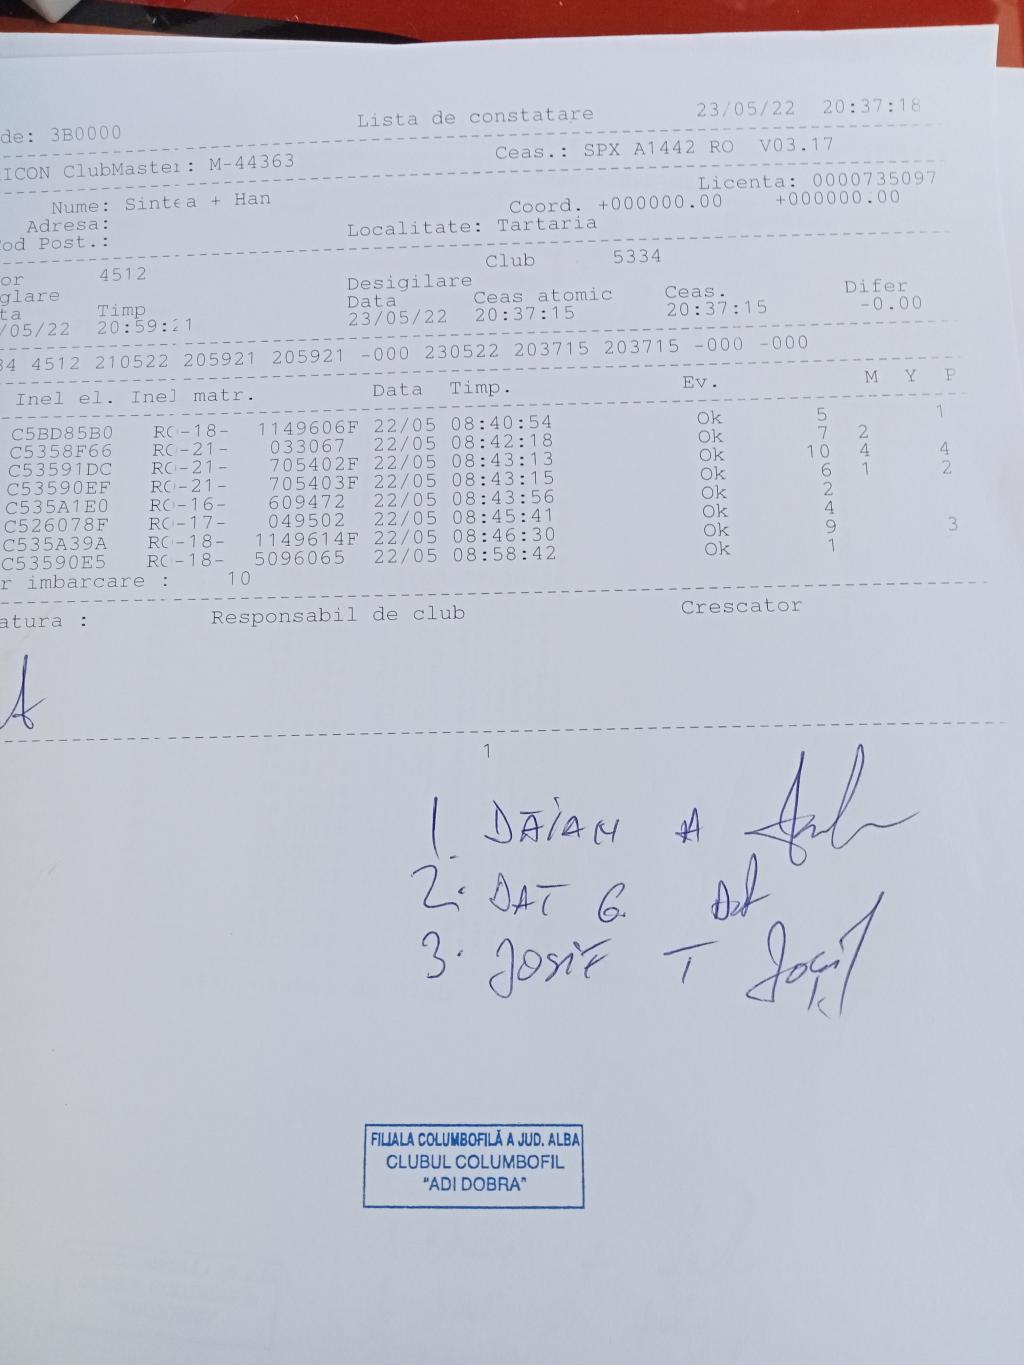 de: 3B0000 Lista de constatare 23/05/22 20:37:18
ICON ClubMaster: M-44363 Ceas.: SPX A1442 RO V03.17
Licenta: 0000735097
Nume: Sintea + Han Coord. +000000.00 +000000.00
Adresa: Localitate: Tartaria
od Post.:
Club 5334
or 4512 Desigilare
glare Data Ceas atomic Ceas. Difer
ta Timp 23/05/22 20:37:15 20:37:15 -0.00
/05/22 20:59:21
34 4512 210522 205921 205921 -000 230522 203715 203715 -000 -000
Inel el. Inel matr. Data Timp. Ev. M Y P
C5BD85B0 RO-18- 1149606F 22/05 08:40:54 Ok 5 1
C5358F66 RO-21- 033067 22/05 08:42:18 Ok 7 2
C53591DC RO-21- 705402F 22/05 08:43:13 Ok 10 4 4
C53590EF RO-21- 705403F 22/05 08:43:15 Ok 6 1 2
C535A1E0 RO-16- 609472 22/05 08:43:56 Ok 2
C526078F RO-17- 049502 22/05 08:45:41 Ok 4
C535A39A RO-18- 1149614F 22/05 08:46:30 Ok 9 3
C53590E5 RO-18- 5096065 22/05 08:58:42 Ok 1
r imbarcare : 10
atura : Responsabil de club Crescator
1
1. DĂIAN A
2. DAT G. Dat
3. JOSIF T Josif
FILIALA COLUMBOFILĂ A JUD. ALBA
CLUBUL COLUMBOFIL
"ADI DOBRA"